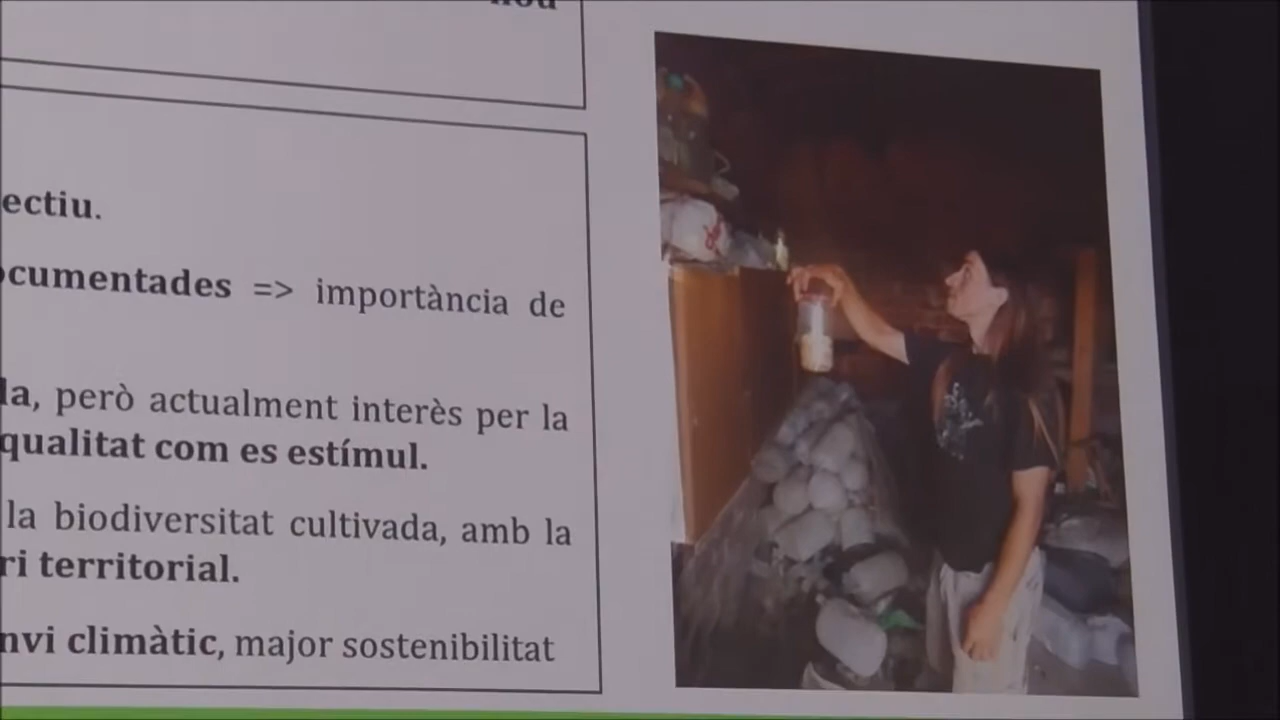 nou
ectiu.
ocumentades => importància de
la, però actualment interès per la
qualitat com es estímul.
la biodiversitat cultivada, amb la
ri territorial.
nvi climàtic, major sostenibilitat